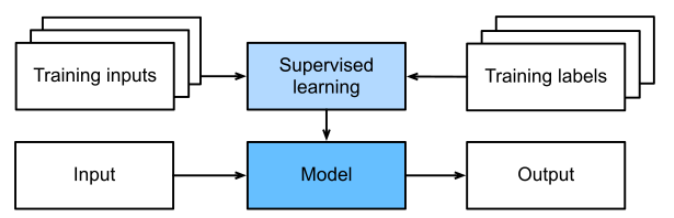 Training inputs
Supervised
learning
Training labels
Input
Model
Output